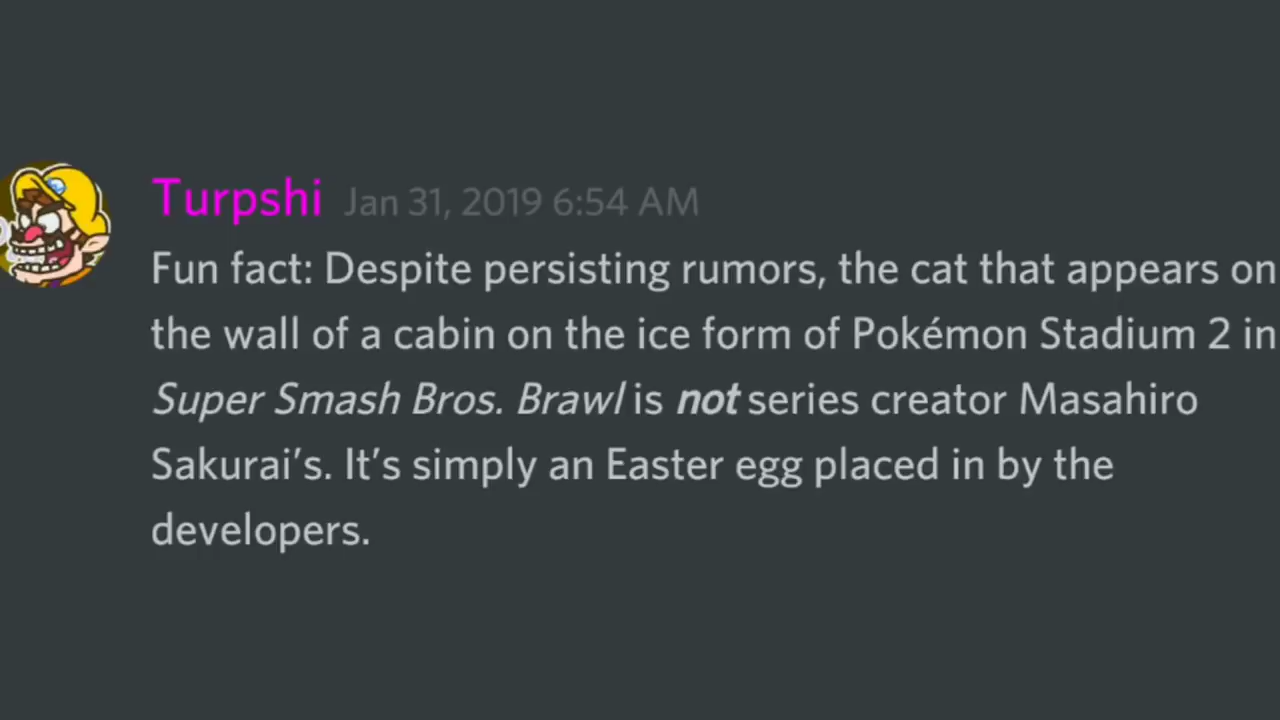 Turpshi Jan 31, 2019 6:54 AM
Fun fact: Despite persisting rumors, the cat that appears on
the wall of a cabin on the ice form of Pokémon Stadium 2 in
Super Smash Bros. Brawl is not series creator Masahiro
Sakurai’s. It’s simply an Easter egg placed in by the
developers.